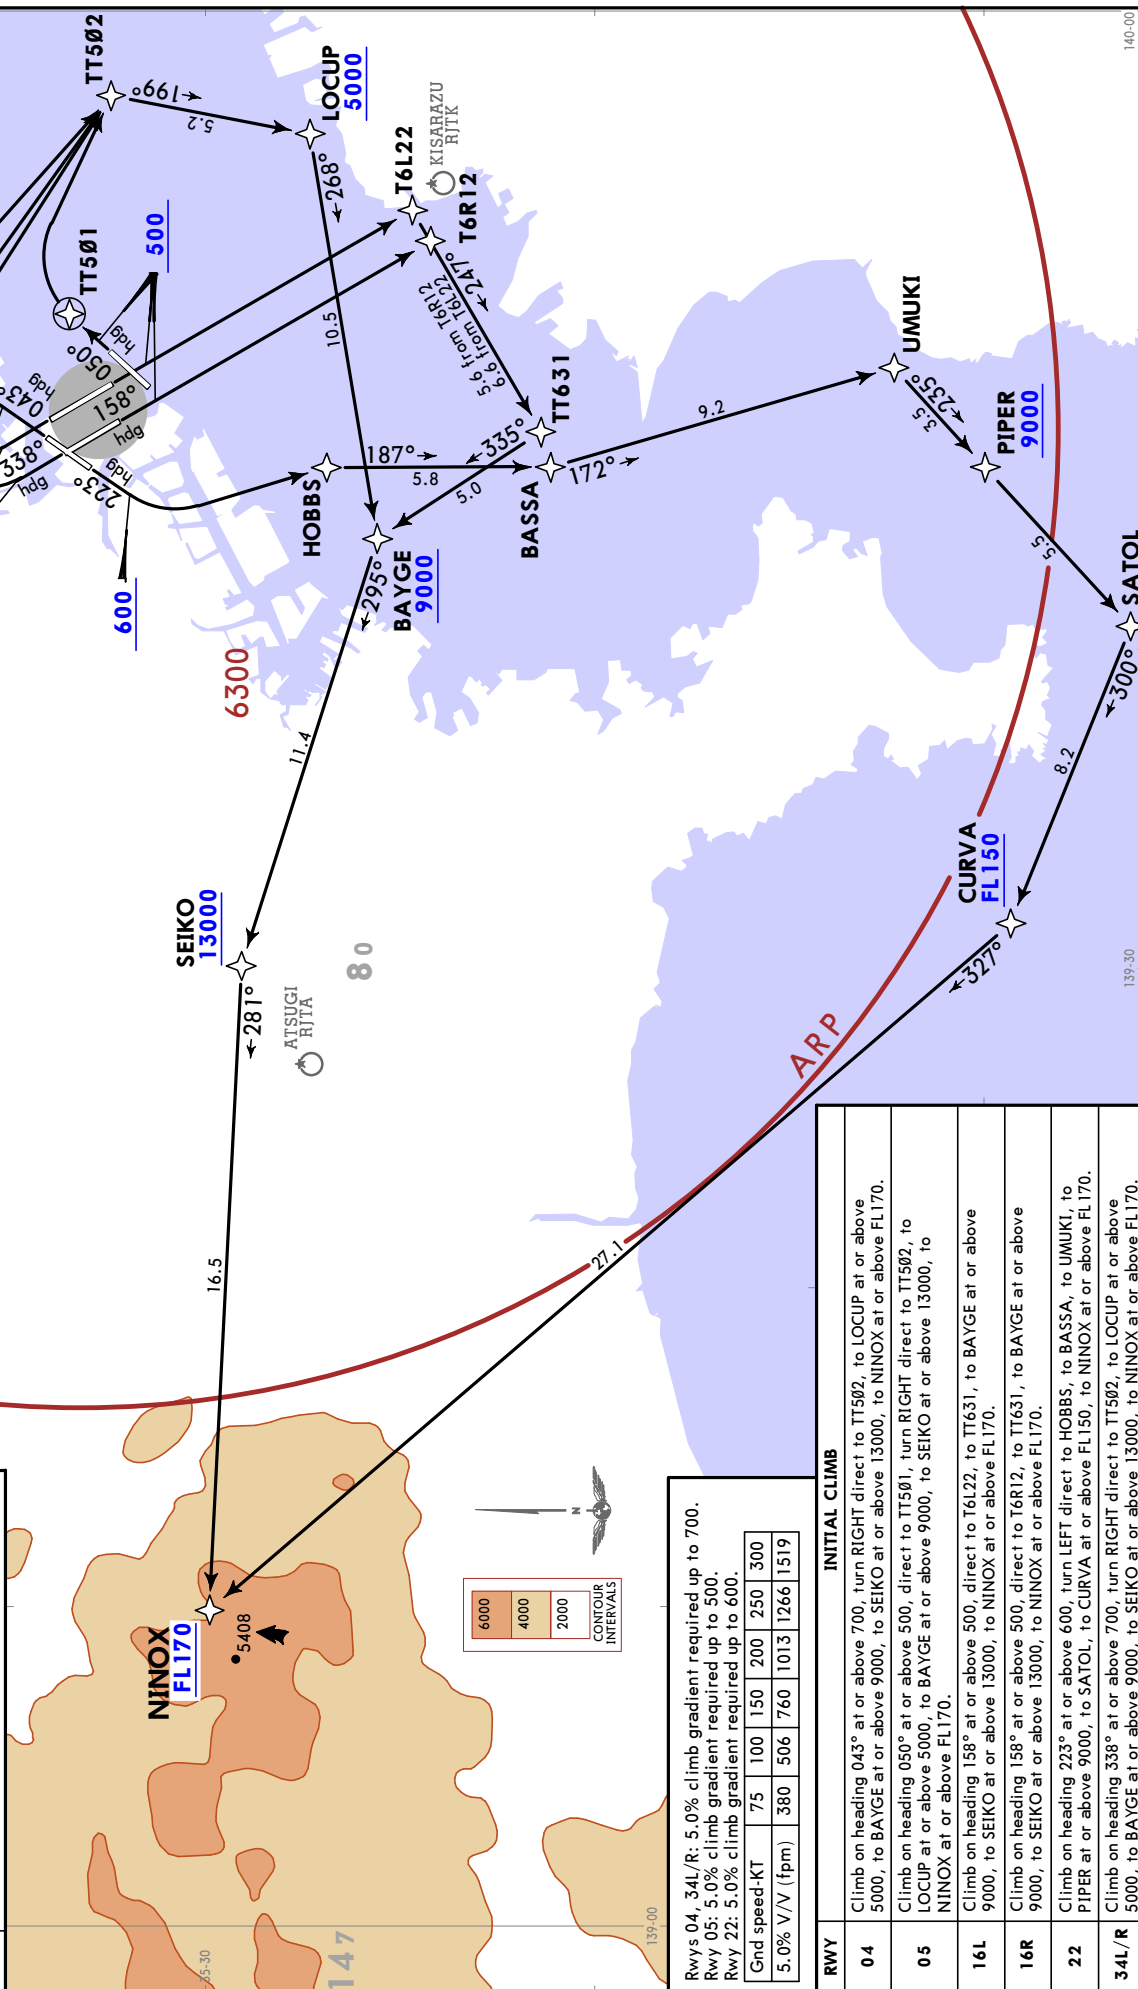 TT5Ø2
199°
5.2
LOCUP
5000
T6L22
KISARAZU
RJTK
T6R12
TT5Ø1
500
hdg
050°
hdg
043°
158°
hdg
338°
hdg
223°
hdg
600
268°
10.5
247°
5.6 from T6R12
6.6 from T6L22
TT631
335°
5.0
HOBBS
187°
5.8
BASSA
172°
9.2
UMUKI
235°
3.5
PIPER
9000
5.5
SATOL
300°
8.2
BAYGE
9000
295°
11.4
6300
SEIKO
13000
281°
ATSUGI
RJTA
80
16.5
CURVA
FL150
327°
27.1
ARP
NINOX
FL170
5408
N
6000
4000
2000
CONTOUR
INTERVALS
140-00
139-30
139-00
35-30
147
Rwys 04, 34L/R: 5.0% climb gradient required up to 700.
Rwy 05: 5.0% climb gradient required up to 500.
Rwy 22: 5.0% climb gradient required up to 600.
Gnd speed-KT 75 100 150 200 250 300
5.0% V/V (fpm) 380 506 760 1013 1266 1519
RWY INITIAL CLIMB
04 Climb on heading 043° at or above 700, turn RIGHT direct to TT5Ø2, to LOCUP at or above
5000, to BAYGE at or above 9000, to SEIKO at or above 13000, to NINOX at or above FL170.
05 Climb on heading 050° at or above 500, direct to TT5Ø1, turn RIGHT direct to TT5Ø2, to
LOCUP at or above 5000, to BAYGE at or above 9000, to SEIKO at or above 13000, to
NINOX at or above FL170.
16L Climb on heading 158° at or above 500, direct to T6L22, to TT631, to BAYGE at or above
9000, to SEIKO at or above 13000, to NINOX at or above FL170.
16R Climb on heading 158° at or above 500, direct to T6R12, to TT631, to BAYGE at or above
9000, to SEIKO at or above 13000, to NINOX at or above FL170.
22 Climb on heading 223° at or above 600, turn LEFT direct to HOBBS, to BASSA, to UMUKI, to
PIPER at or above 9000, to SATOL, to CURVA at or above FL150, to NINOX at or above FL170.
34L/R Climb on heading 338° at or above 700, turn RIGHT direct to TT5Ø2, to LOCUP at or above
5000, to BAYGE at or above 9000, to SEIKO at or above 13000, to NINOX at or above FL170.